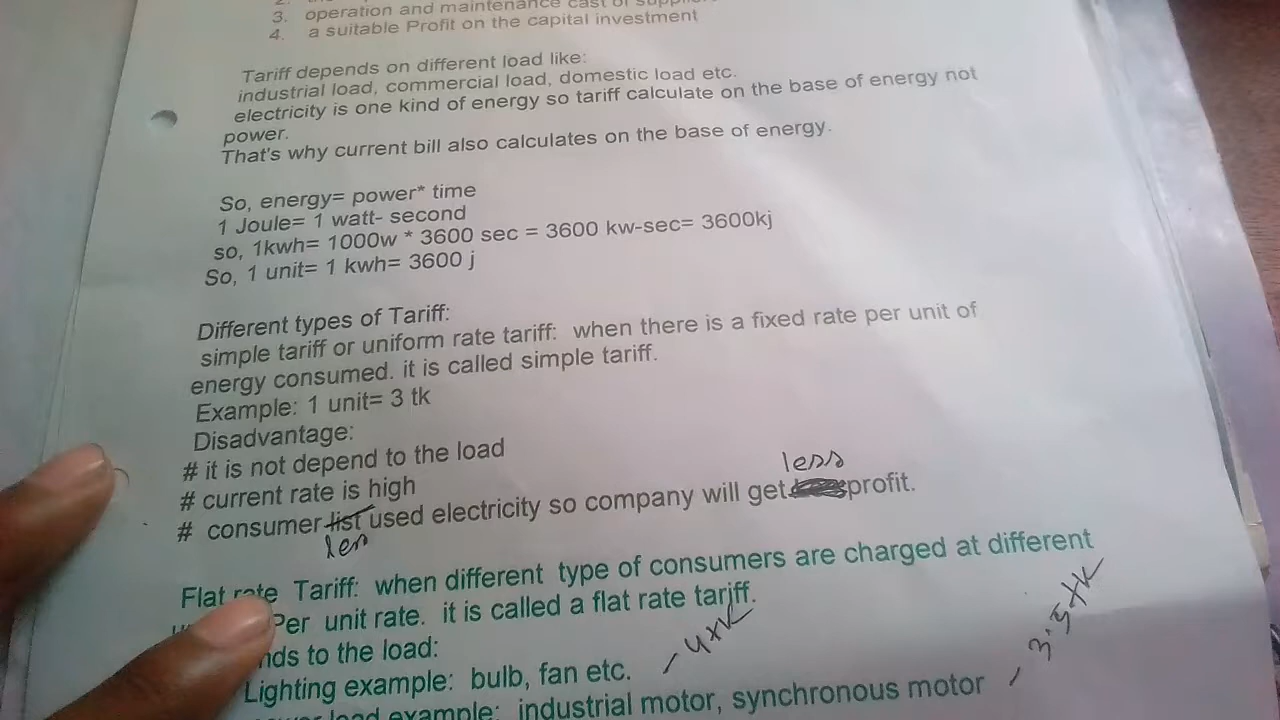 3. operation and maintenance cast of
4. a suitable Profit on the capital investment
Tariff depends on different load like:
industrial load, commercial load, domestic load etc.
electricity is one kind of energy so tariff calculate on the base of energy not
power.
That's why current bill also calculates on the base of energy.
So, energy= power* time
1 Joule= 1 watt- second
so, 1kwh= 1000w * 3600 sec = 3600 kw-sec= 3600kj
So, 1 unit= 1 kwh= 3600 j
Different types of Tariff:
simple tariff or uniform rate tariff: when there is a fixed rate per unit of
energy consumed. it is called simple tariff.
Example: 1 unit= 3 tk
Disadvantage:
# it is not depend to the load
# current rate is high
less
# consumer list used electricity so company will get profit.
less
Flat rate Tariff: when different type of consumers are charged at different
Per unit rate. it is called a flat rate tariff.
to the load:
Lighting example: bulb, fan etc. - 4 tk
load example: industrial motor, synchronous motor - 3.5 tk